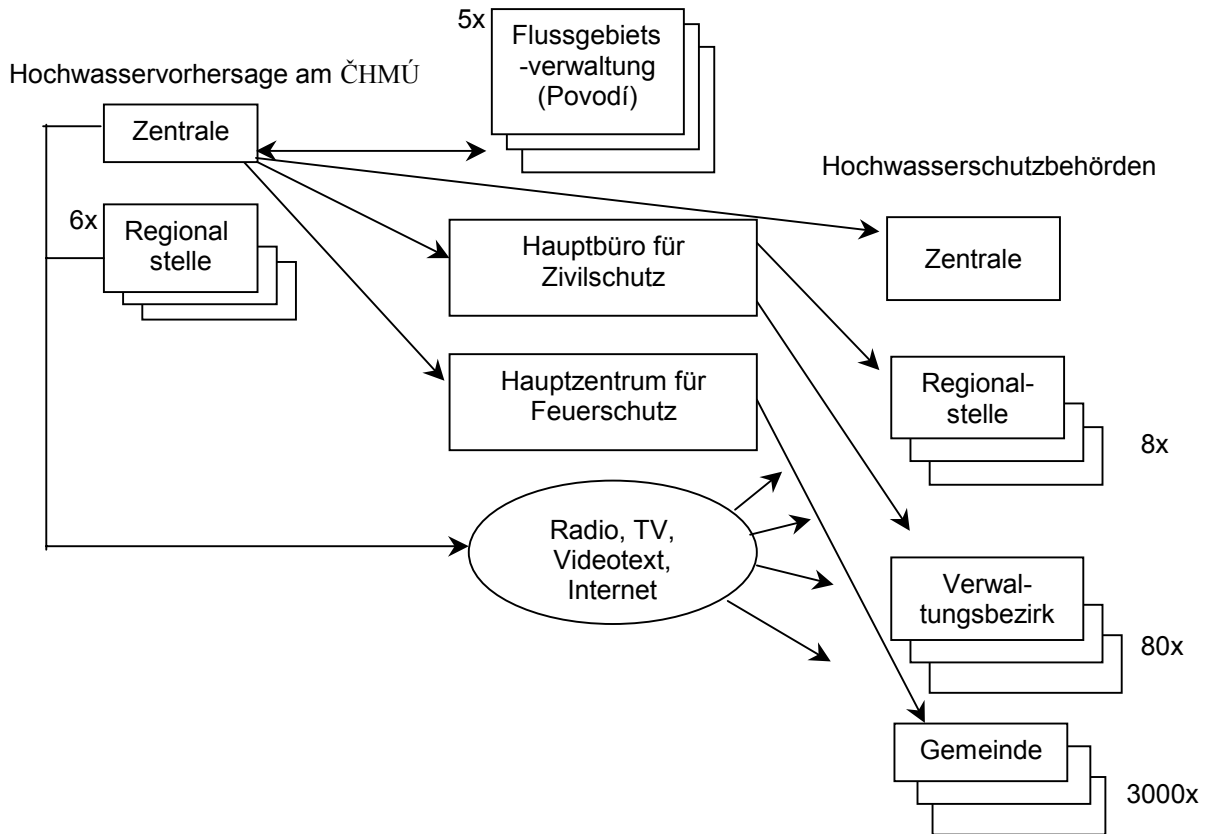 5x
Flussgebiets
-verwaltung
(Povodí)
Hochwasservorhersage am ČHMÚ
Zentrale
Hochwasserschutzbehörden
6x
Regional
stelle
Hauptbüro für
Zivilschutz
Zentrale
Hauptzentrum für
Feuerschutz
Regional-
stelle
8x
Radio, TV,
Videotext,
Internet
Verwal-
tungsbezirk
80x
Gemeinde
3000x